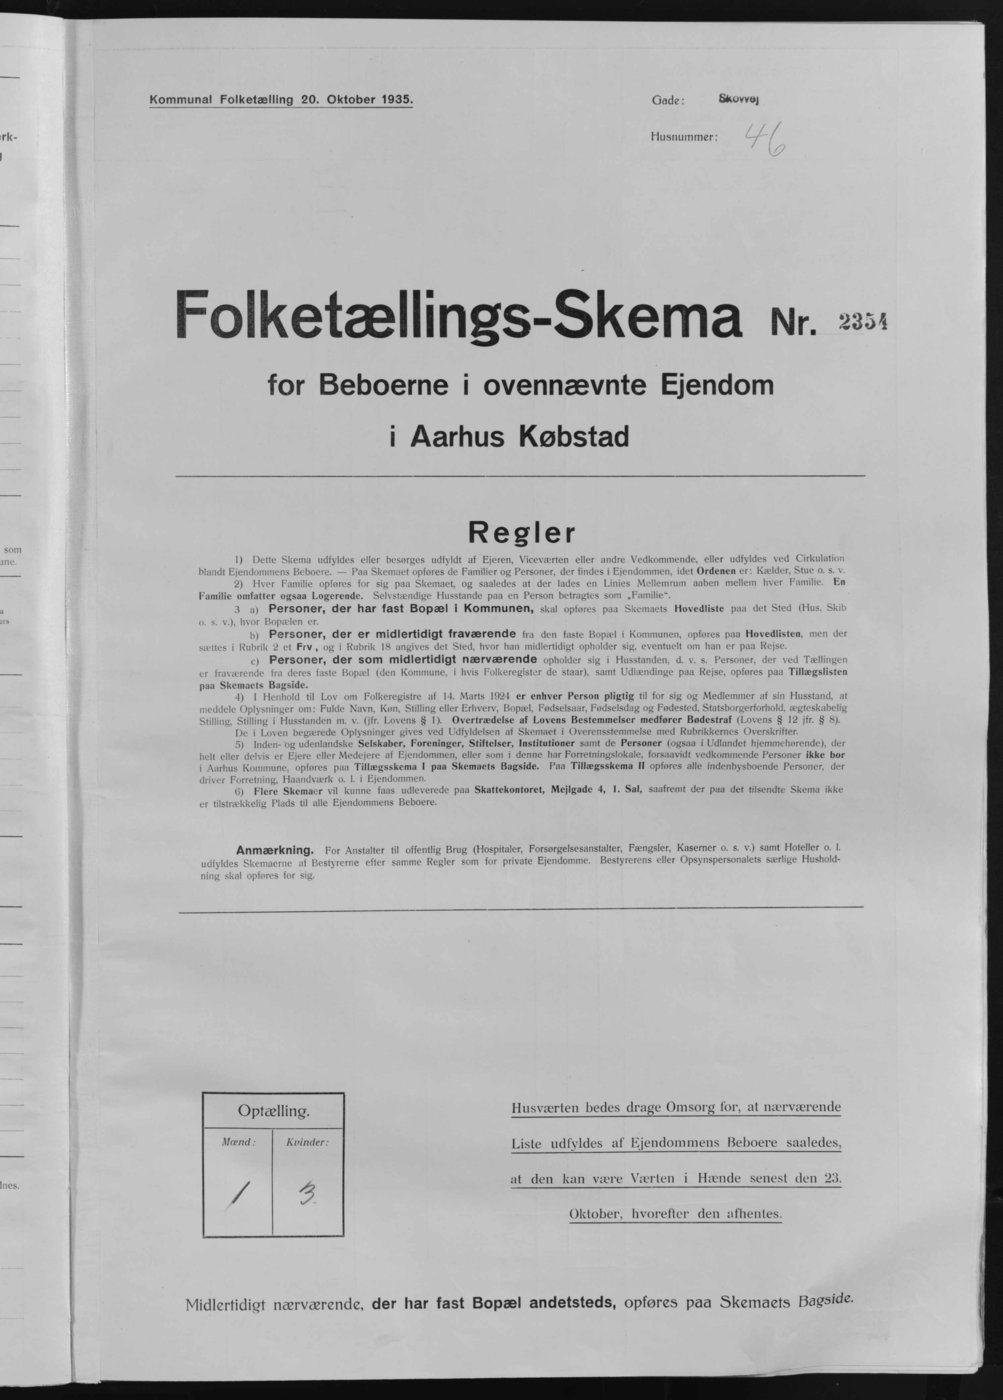 Kommunal Folketælling 20. Oktober 1935.
Gade: Skovvej
Husnummer: 46
Folketællings-Skema Nr. 2354
for Beboerne i ovennævnte Ejendom
i Aarhus Købstad
Regler
1) Dette Skema udfyldes eller besørges udfyldt af Ejeren, Viceværten eller andre Vedkommende, eller udfyldes ved Cirkulation
blandt Ejendommens Beboere. — Paa Skemaet opføres de Familier og Personer, der findes i Ejendommen, idet Ordenen er: Kælder, Stue o. s. v.
2) Hver Familie opføres for sig paa Skemaet, og saaledes at der lades en Linies Mellemrum aaben mellem hver Familie. En
Familie omfatter ogsaa Logerende. Selvstændige Husstande paa en Person betragtes som „Familie“.
3 a) Personer, der har fast Bopæl i Kommunen, skal opføres paa Skemaets Hovedliste paa det Sted (Hus, Skib
o. s. v.), hvor Bopælen er.
b) Personer, der er midlertidigt fraværende fra den faste Bopæl i Kommunen, opføres paa Hovedlisten, men der
sættes i Rubrik 2 et Frv., og i Rubrik 18 angives det Sted, hvor han midlertidigt opholder sig, eventuelt om han er paa Rejse.
c) Personer, der som midlertidigt nærværende opholder sig i Husstanden, d. v. s. Personer, der ved Tællingen
er fraværende fra deres faste Bopæl (den Kommune, i hvis Folkeregister de staar), samt Udlændinge paa Rejse, opføres paa Tillægslisten
paa Skemaets Bagside.
4) I Henhold til Lov om Folkeregistre af 14. Marts 1924 er enhver Person pligtig til for sig og Medlemmer af sin Husstand, at
meddele Oplysninger om: Fulde Navn, Køn, Stilling eller Erhverv, Bopæl, Fødselsaar, Fødselsdag og Fødested, Statsborgerforhold, ægteskabelig
Stilling, Stilling i Husstanden m. v. (jfr. Lovens § 1). Overtrædelse af Lovens Bestemmelser medfører Bødestraf (Lovens § 12 jfr. § 8).
De i Loven begærede Oplysninger gives ved Udfyldelsen af Skemaet i Overensstemmelse med Rubrikkernes Overskrifter.
5) Inden- og udenlandske Selskaber, Foreninger, Stiftelser, Institutioner samt de Personer (ogsaa i Udlandet hjemmehørende), der
helt eller delvis er Ejere eller Medejere af Ejendommen, eller som i denne har Forretningslokale, forsaavidt vedkommende Personer ikke bor
i Aarhus Kommune, opføres paa Tillægsskema I paa Skemaets Bagside. Paa Tillægsskema II opføres alle indenbysboende Personer, der
driver Forretning, Haandværk o. l. i Ejendommen.
6) Flere Skemaer vil kunne faas udleverede paa Skattekontoret, Mejlgade 4, 1. Sal, saafremt der paa det tilsendte Skema ikke
er tilstrækkelig Plads til alle Ejendommens Beboere.
Anmærkning. For Anstalter til offentlig Brug (Hospitaler, Forsørgelsesanstalter, Fængsler, Kaserner o. s. v.) samt Hoteller o. l.
udfyldes Skemaerne af Bestyrerne efter samme Regler som for private Ejendomme. Bestyrerens eller Opsynspersonalets særlige Hushold-
ning skal opføres for sig.
Optælling.
Mænd: Kvinder:
1 3
Husværten bedes drage Omsorg for, at nærværende
Liste udfyldes af Ejendommens Beboere saaledes,
at den kan være Værten i Hænde senest den 23.
Oktober, hvorefter den afhentes.
Midlertidigt nærværende, der har fast Bopæl andetsteds, opføres paa Skemaets Bagside.